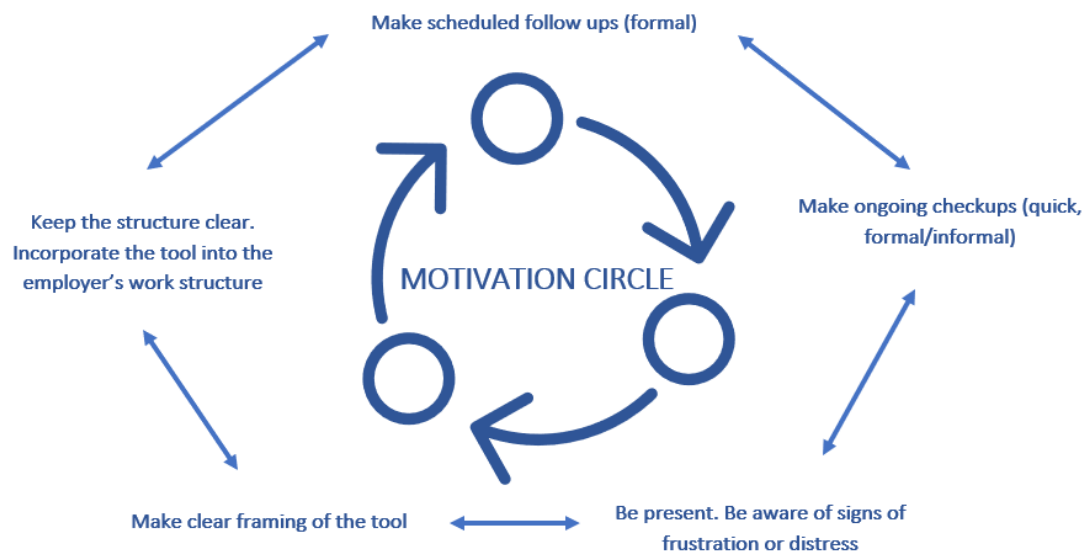 Make scheduled follow ups (formal)
Keep the structure clear.
Incorporate the tool into the
employer’s work structure
Make ongoing checkups (quick,
formal/informal)
MOTIVATION CIRCLE
Make clear framing of the tool
Be present. Be aware of signs of
frustration or distress